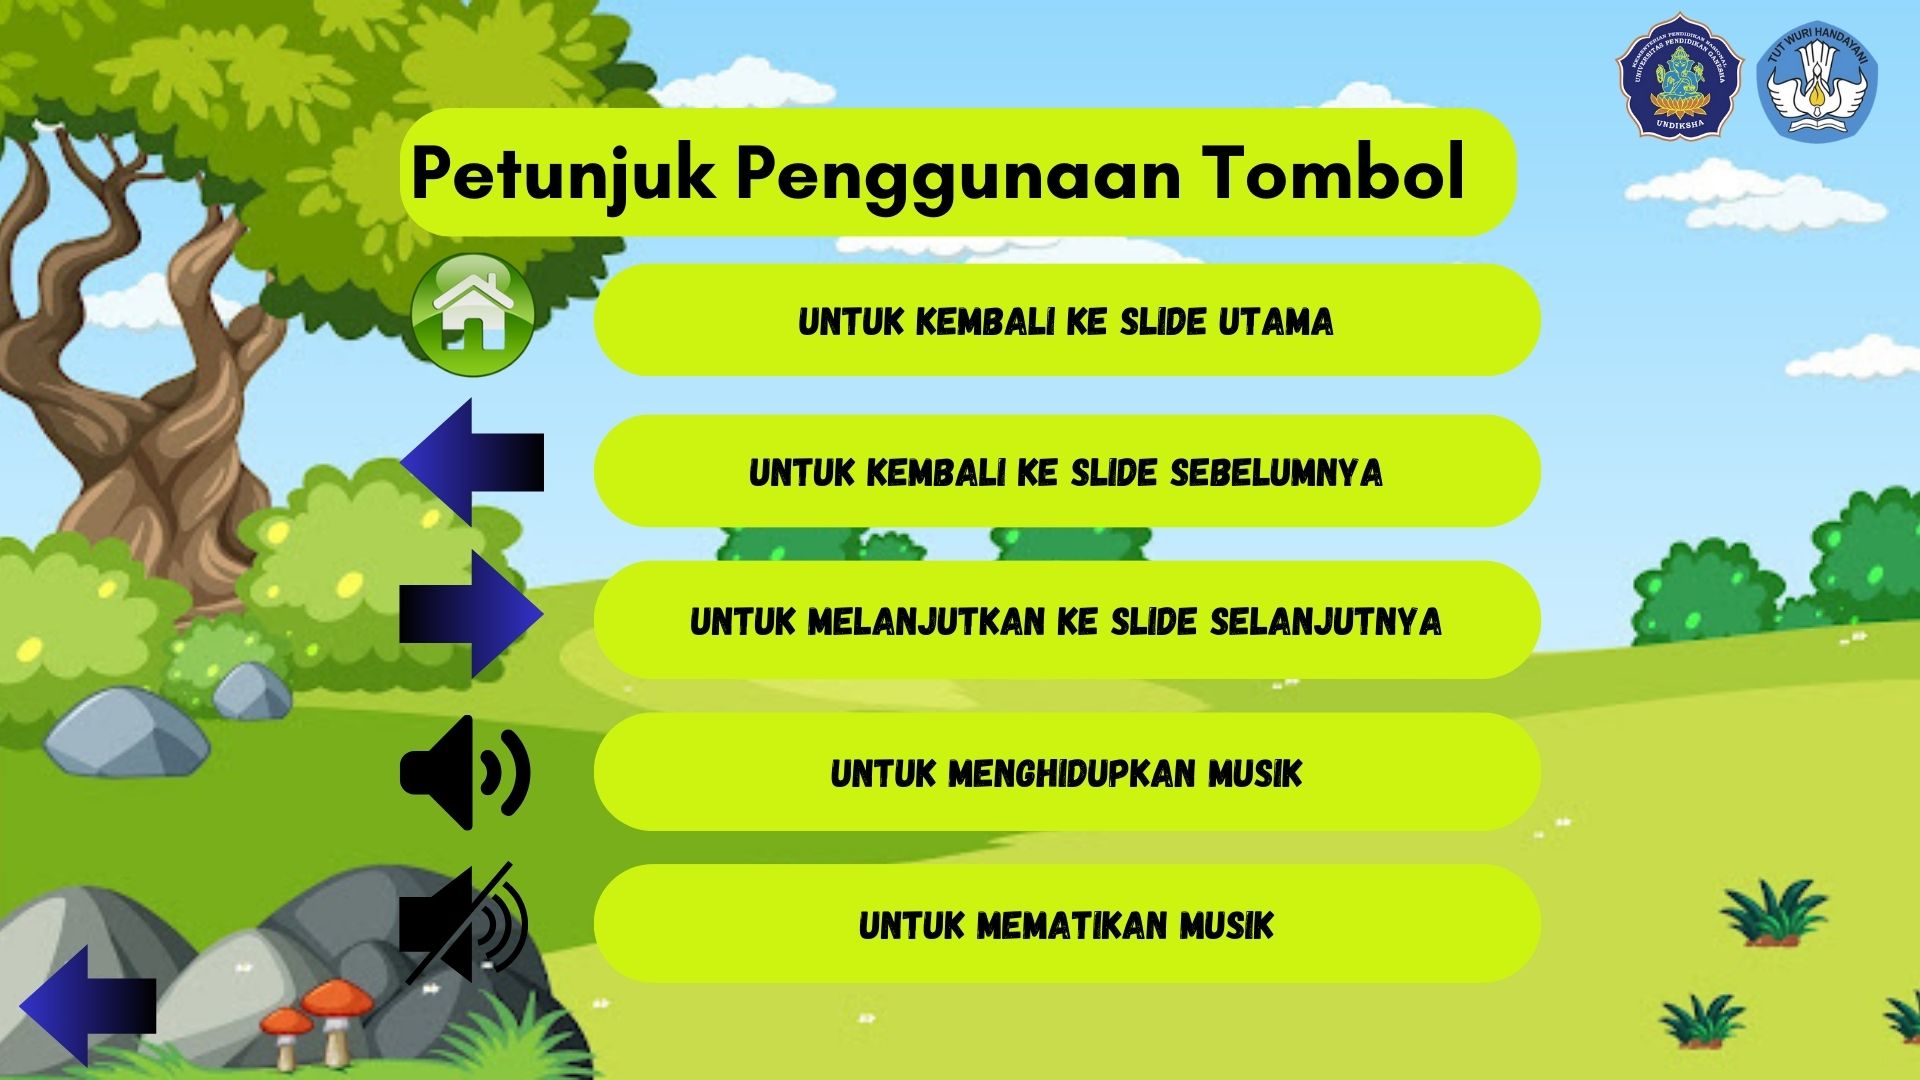 KEMENTERIAN PENDIDIKAN NASIONAL
UNIVERSITAS PENDIDIKAN GANESHA
UNDIKSHA
TUT WURI HANDAYANI
Petunjuk Penggunaan Tombol
UNTUK KEMBALI KE SLIDE UTAMA
UNTUK KEMBALI KE SLIDE SEBELUMNYA
UNTUK MELANJUTKAN KE SLIDE SELANJUTNYA
UNTUK MENGHIDUPKAN MUSIK
UNTUK MEMATIKAN MUSIK